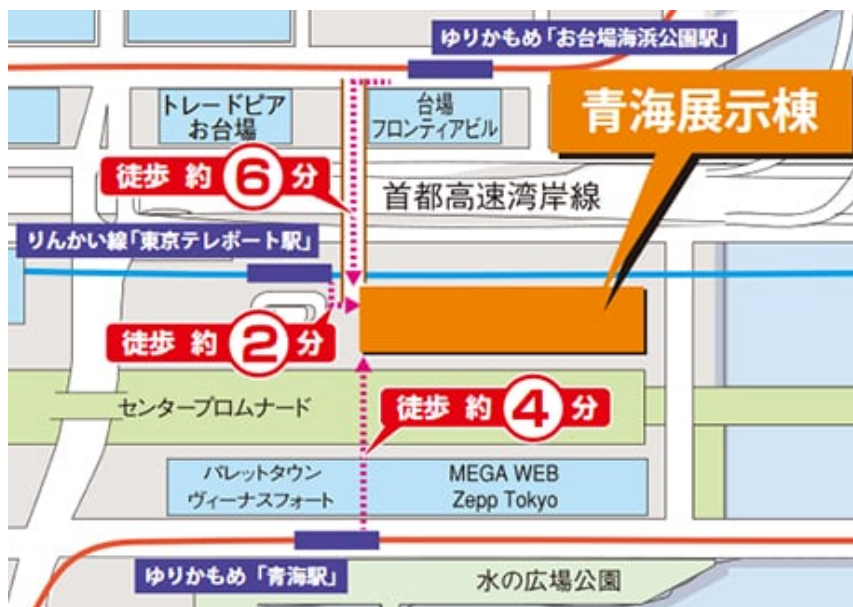 ゆりかもめ「お台場海浜公園駅」
トレードピア
お台場
台場
フロンティアビル
青海展示棟
徒歩 約 6 分
首都高速湾岸線
りんかい線「東京テレポート駅」
徒歩 約 2 分
センタープロムナード
徒歩 約 4 分
パレットタウン
ヴィーナスフォート
MEGA WEB
Zepp Tokyo
ゆりかもめ「青海駅」
水の広場公園